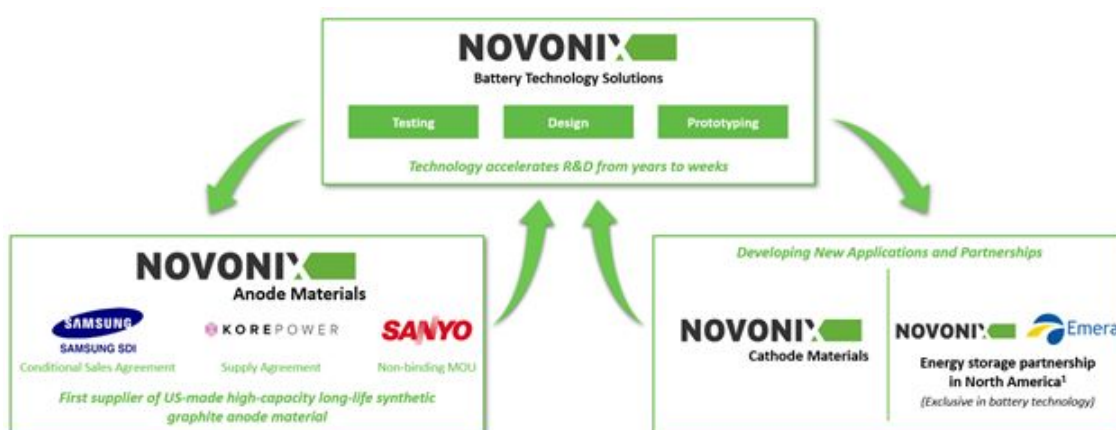 NOVONIX
Battery Technology Solutions
Testing Design Prototyping
Technology accelerates R&D from years to weeks
NOVONIX
Anode Materials
SAMSUNG
SAMSUNG SDI
KOREPOWER
SANYO
Conditional Sales Agreement
Supply Agreement
Non-binding MOU
First supplier of US-made high-capacity long-life synthetic
graphite anode material
Developing New Applications and Partnerships
NOVONIX
Cathode Materials
NOVONIX
Emera
Energy storage partnership
in North America¹
(Exclusive in battery technology)